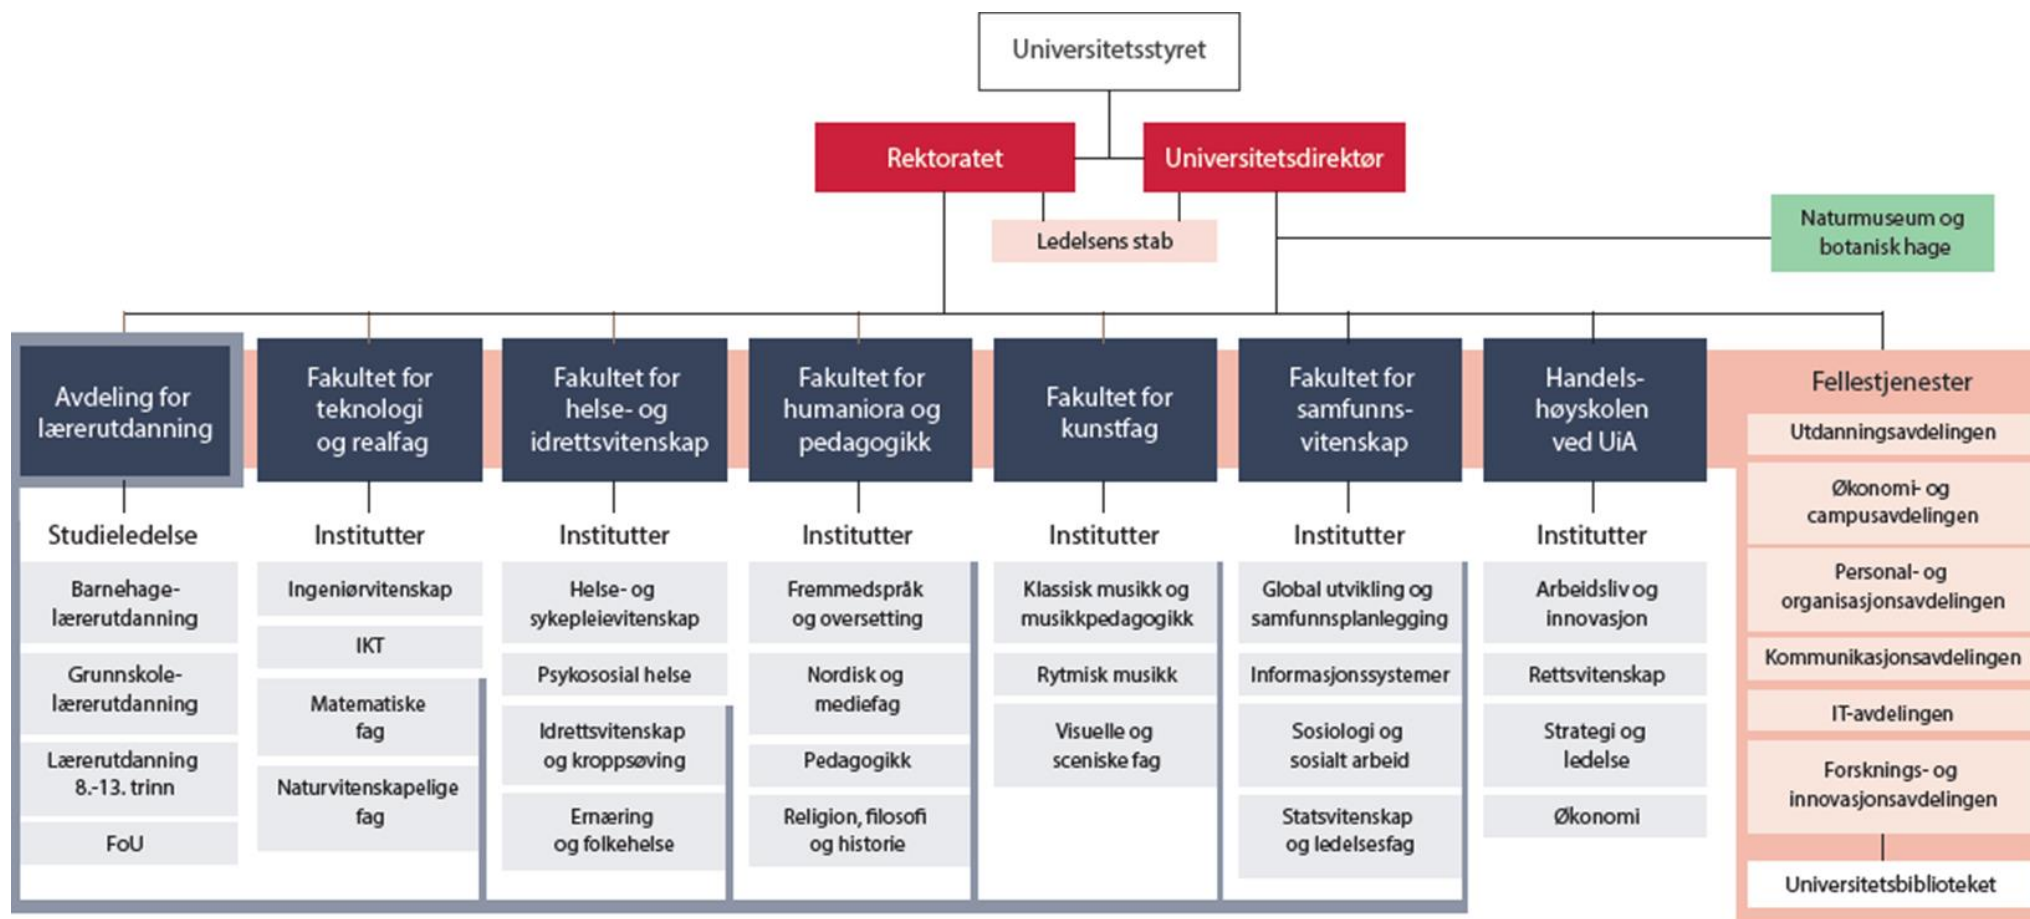 Universitetsstyret
Rektoratet
Universitetsdirektør
Ledelsens stab
Naturmuseum og
botanisk hage
Avdeling for
lærerutdanning
Studieledelse
Barnehage-
lærerutdanning
Grunnskole-
lærerutdanning
Lærerutdanning
8.-13. trinn
FoU
Fakultet for
teknologi
og realfag
Institutter
Ingeniørvitenskap
IKT
Matematiske
fag
Naturvitenskapelige
fag
Fakultet for
helse- og
idrettsvitenskap
Institutter
Helse- og
sykepleievitenskap
Psykososial helse
Idrettsvitenskap
og kroppsøving
Ernæring
og folkehelse
Fakultet for
humaniora og
pedagogikk
Institutter
Fremmedspråk
og oversetting
Nordisk og
mediefag
Pedagogikk
Religion, filosofi
og historie
Fakultet for
kunstfag
Institutter
Klassisk musikk og
musikkpedagogikk
Rytmisk musikk
Visuelle og
sceniske fag
Fakultet for
samfunns-
vitenskap
Institutter
Global utvikling og
samfunnsplanlegging
Informasjonssystemer
Sosiologi og
sosialt arbeid
Statsvitenskap
og ledelsesfag
Handels-
høyskolen
ved UiA
Institutter
Arbeidsliv og
innovasjon
Rettsvitenskap
Strategi og
ledelse
Økonomi
Fellestjenester
Utdanningsavdelingen
Økonomi- og
campusavdelingen
Personal- og
organisasjonsavdelingen
Kommunikasjonsavdelingen
IT-avdelingen
Forsknings- og
innovasjonsavdelingen
Universitetsbiblioteket